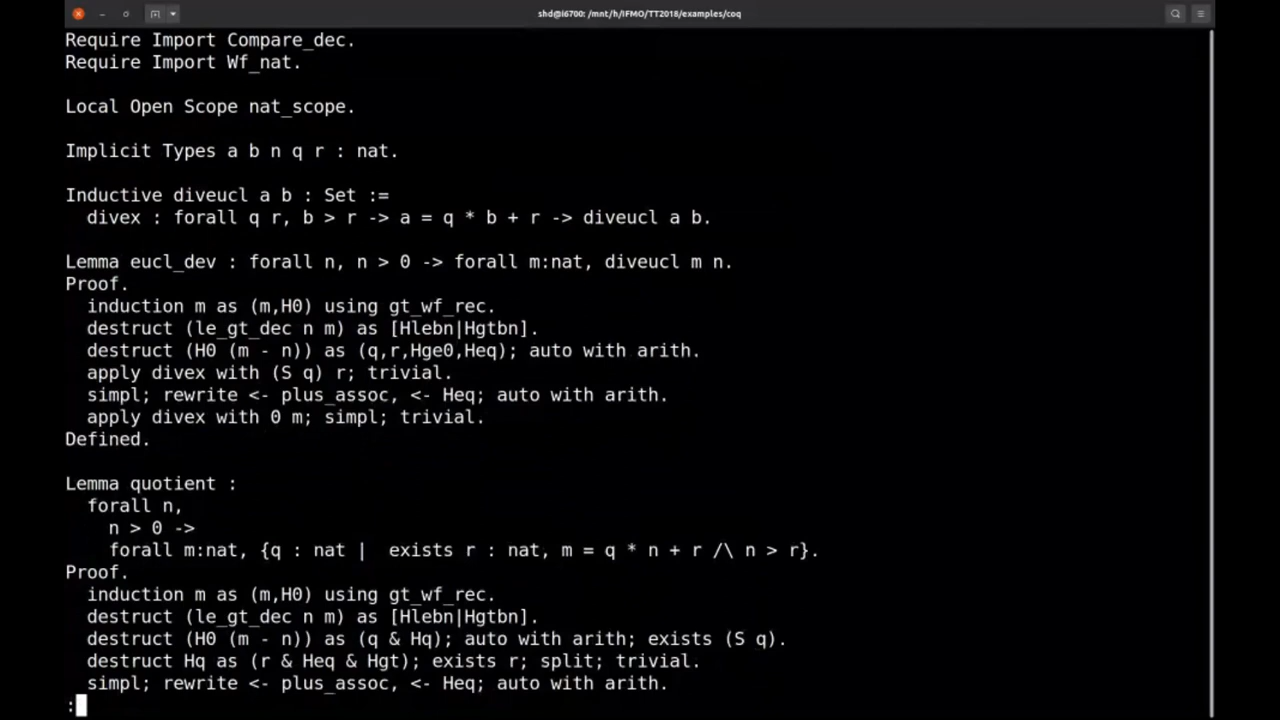 shd@i6700: /mnt/h/IFMO/TT2018/examples/coq
Require Import Compare_dec.
Require Import Wf_nat.
Local Open Scope nat_scope.
Implicit Types a b n q r : nat.
Inductive diveucl a b : Set :=
  divex : forall q r, b > r -> a = q * b + r -> diveucl a b.
Lemma eucl_dev : forall n, n > 0 -> forall m:nat, diveucl m n.
Proof.
  induction m as (m,H0) using gt_wf_rec.
  destruct (le_gt_dec n m) as [Hlebn|Hgtbn].
  destruct (H0 (m - n)) as (q,r,Hge0,Heq); auto with arith.
  apply divex with (S q) r; trivial.
  simpl; rewrite <- plus_assoc, <- Heq; auto with arith.
  apply divex with 0 m; simpl; trivial.
Defined.
Lemma quotient :
  forall n,
    n > 0 ->
    forall m:nat, {q : nat |  exists r : nat, m = q * n + r /\ n > r}.
Proof.
  induction m as (m,H0) using gt_wf_rec.
  destruct (le_gt_dec n m) as [Hlebn|Hgtbn].
  destruct (H0 (m - n)) as (q & Hq); auto with arith; exists (S q).
  destruct Hq as (r & Heq & Hgt); exists r; split; trivial.
  simpl; rewrite <- plus_assoc, <- Heq; auto with arith.
: